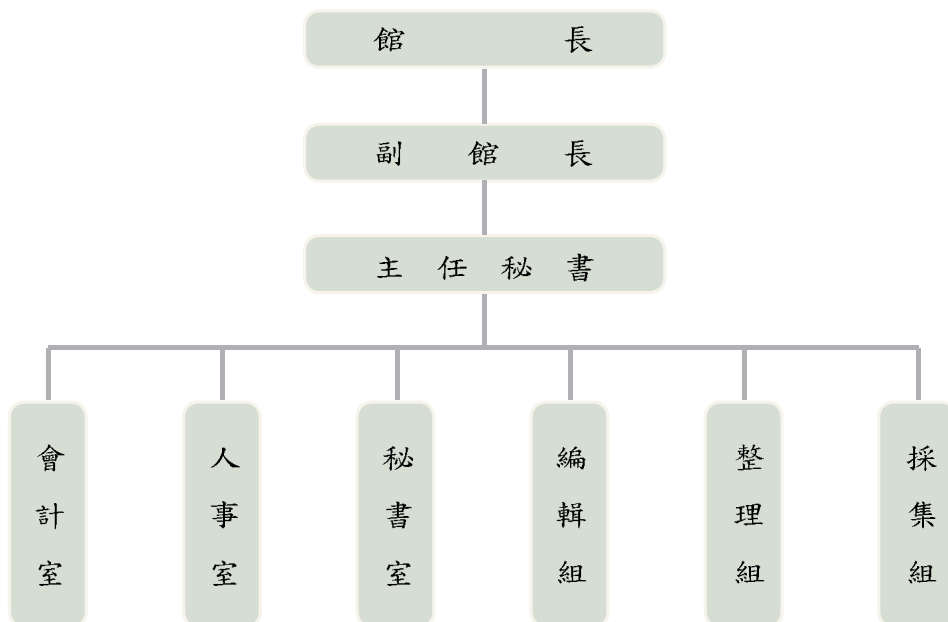 館長
副館長
主任秘書
會計室
人事室
秘書室
編輯組
整理組
採集組